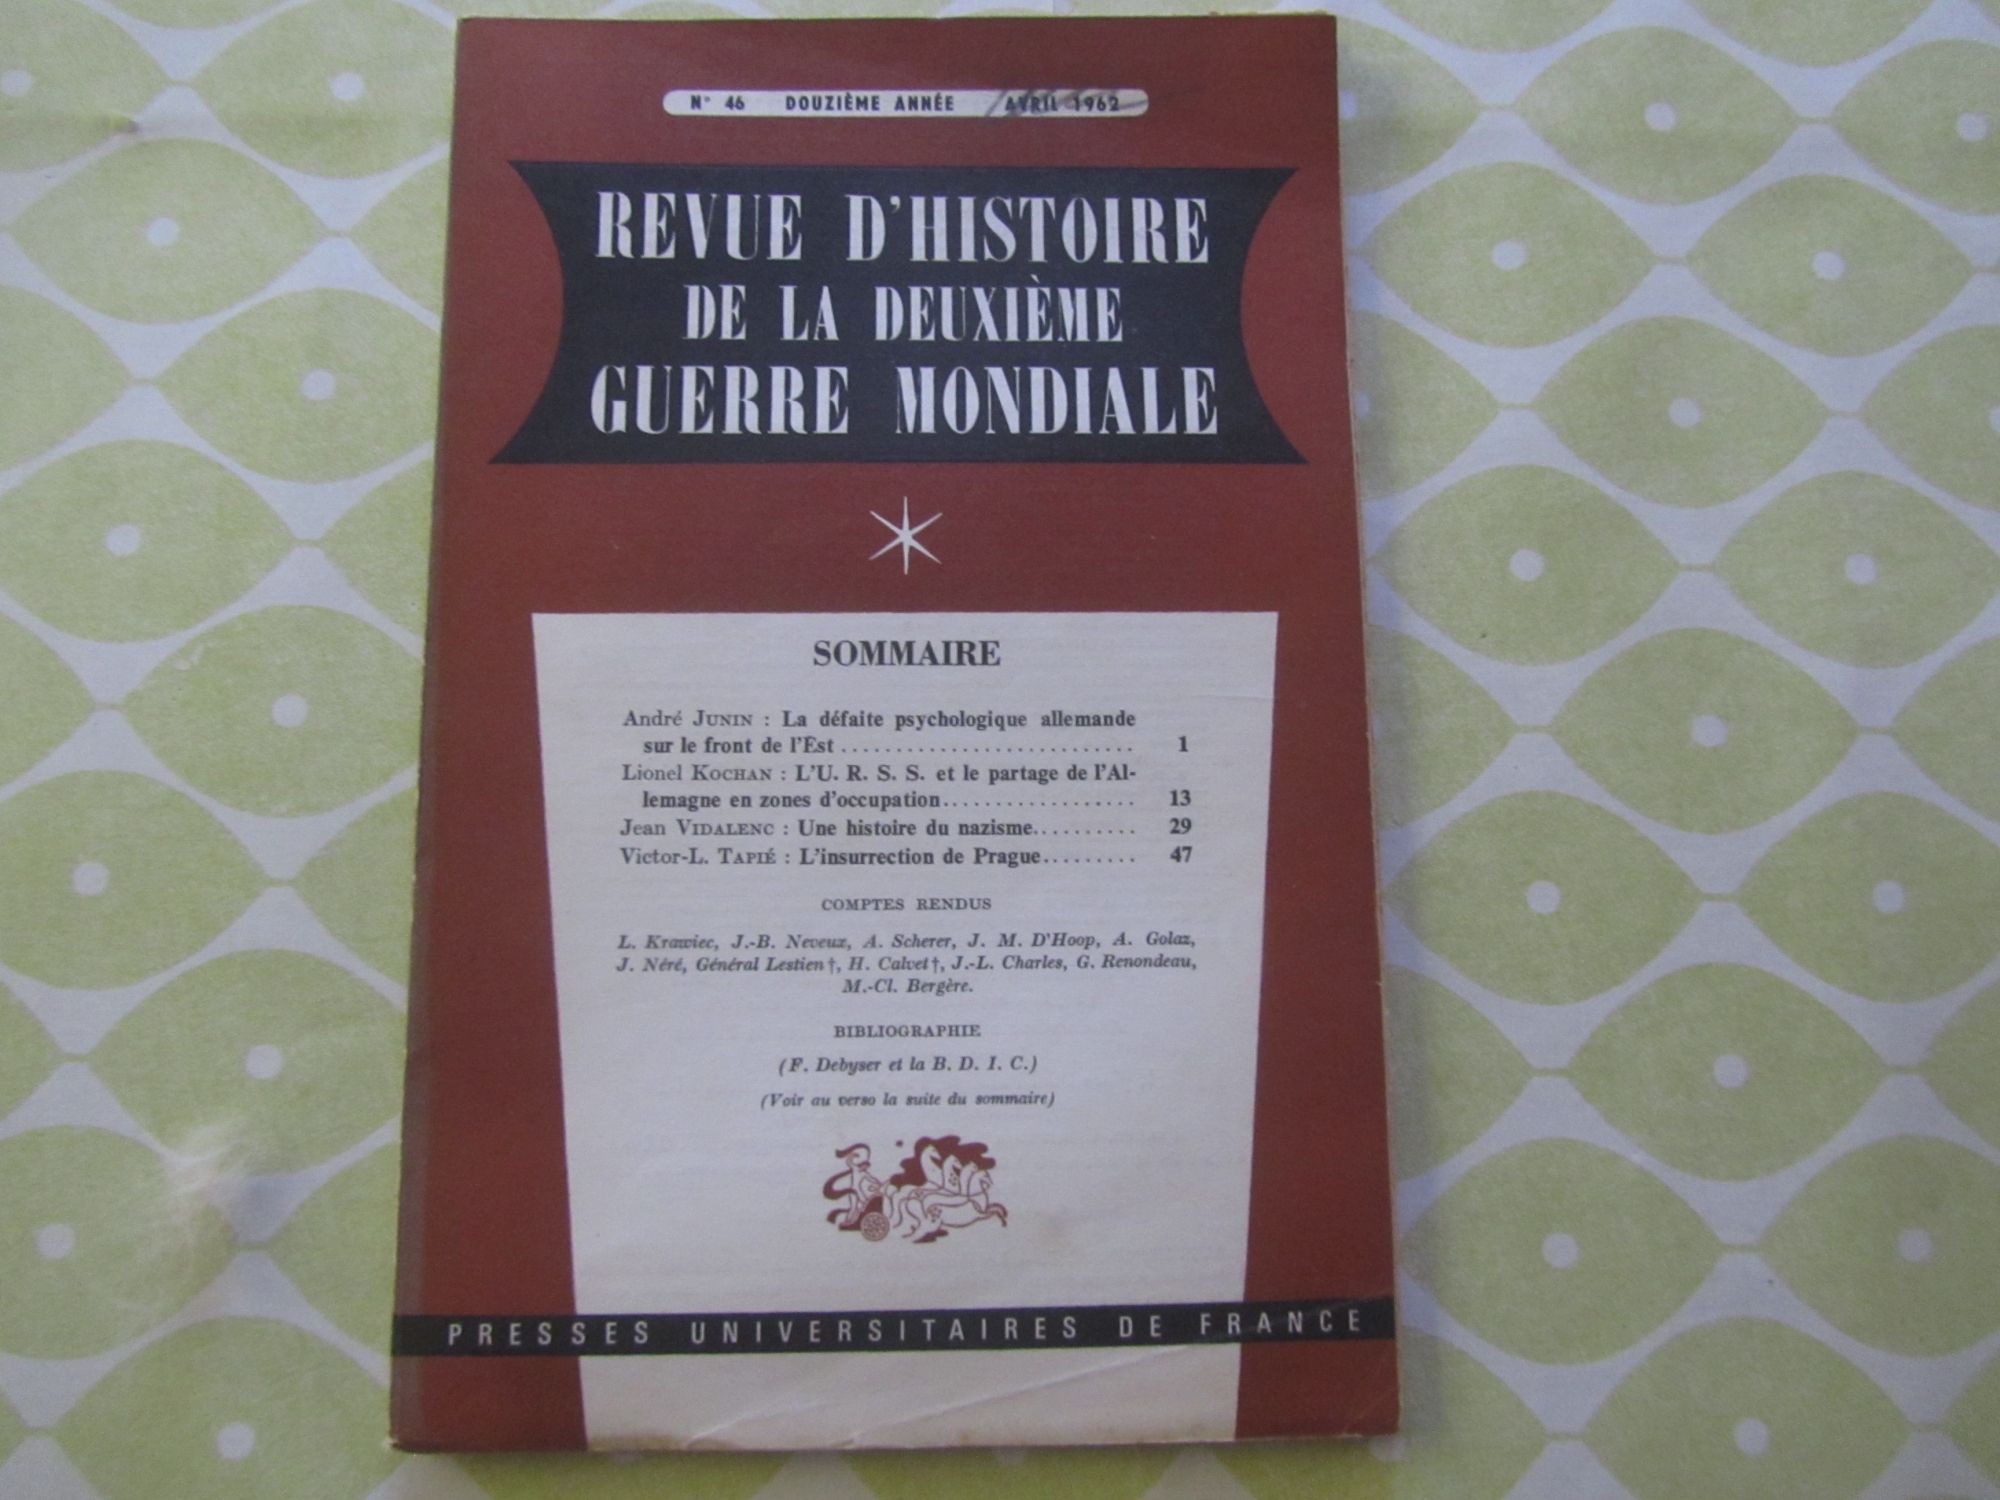 N° 46 DOUZIÈME ANNÉE AVRIL 1962
REVUE D'HISTOIRE
DE LA DEUXIÈME
GUERRE MONDIALE
SOMMAIRE
André JUNIN : La défaite psychologique allemande
sur le front de l'Est .......................... 1
Lionel KOCHAN : L'U. R. S. S. et le partage de l'Al-
lemagne en zones d'occupation................. 13
Jean VIDALENC : Une histoire du nazisme.......... 29
Victor-L. TAPIÉ : L'insurrection de Prague......... 47
COMPTES RENDUS
L. Krawiec, J.-B. Neveux, A. Scherer, J. M. D'Hoop, A. Golaz,
J. Néré, Général Lestien †, H. Calvet †, J.-L. Charles, G. Renondeau,
M.-Cl. Bergère.
BIBLIOGRAPHIE
(F. Debyser et la B. D. I. C.)
(Voir au verso la suite du sommaire)
PRESSES UNIVERSITAIRES DE FRANCE